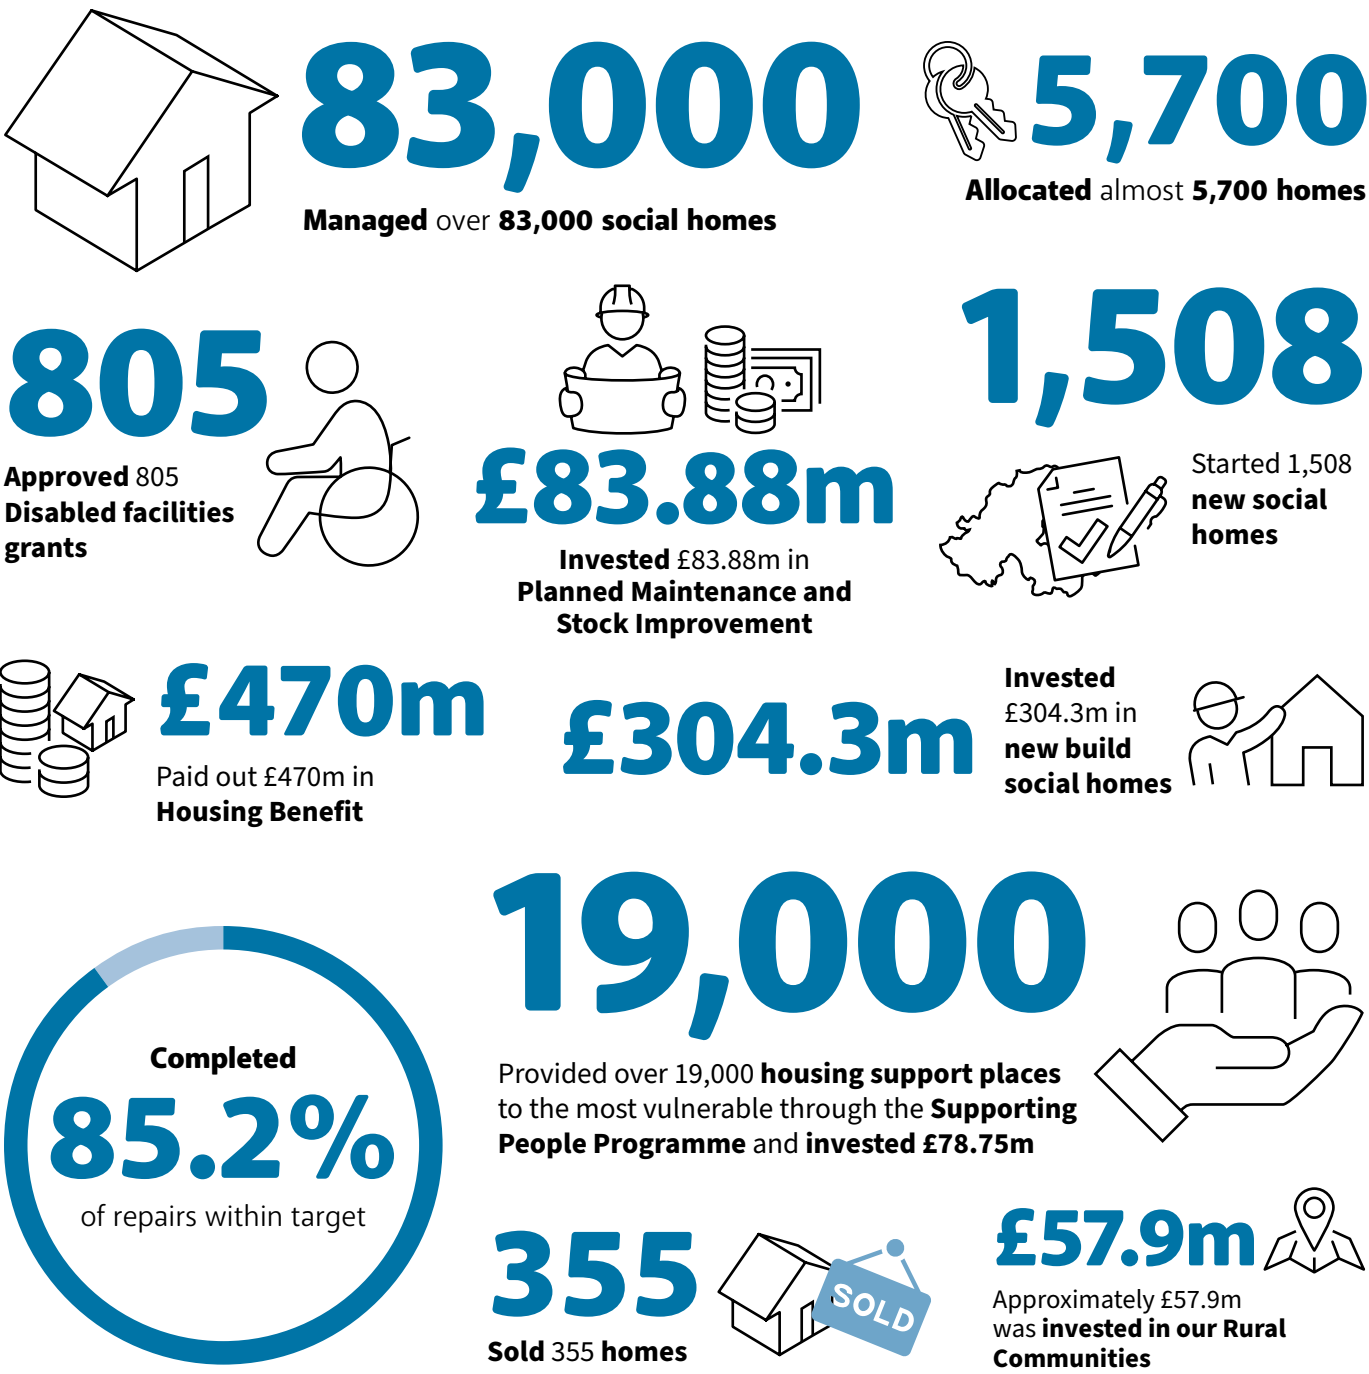 83,000
Managed over 83,000 social homes
5,700
Allocated almost 5,700 homes
805
Approved 805
Disabled facilities
grants
£83.88m
Invested £83.88m in
Planned Maintenance and
Stock Improvement
1,508
Started 1,508
new social
homes
£470m
Paid out £470m in
Housing Benefit
£304.3m
Invested
£304.3m in
new build
social homes
Completed
85.2%
of repairs within target
19,000
Provided over 19,000 housing support places
to the most vulnerable through the Supporting
People Programme and invested £78.75m
355
Sold 355 homes
SOLD
£57.9m
Approximately £57.9m
was invested in our Rural
Communities